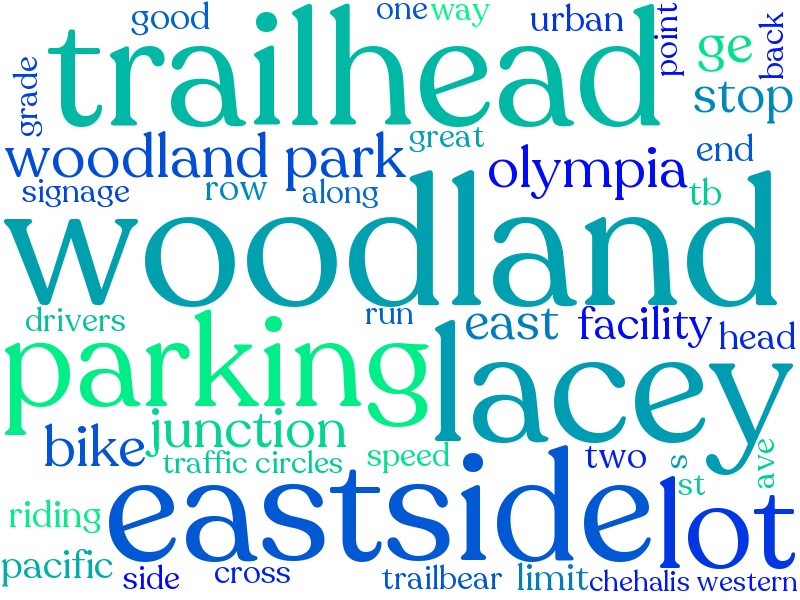 good
one
way
urban
point
back
trailhead
ge
grade
stop
great
woodland park
olympia
end
signage
row
along
tb
woodland
drivers
run
east
facility
head
parking
lacey
junction
bike
traffic circles
speed
two
s
ave
st
eastside
lot
riding
pacific
side
cross
trailbear
limit
chehalis western